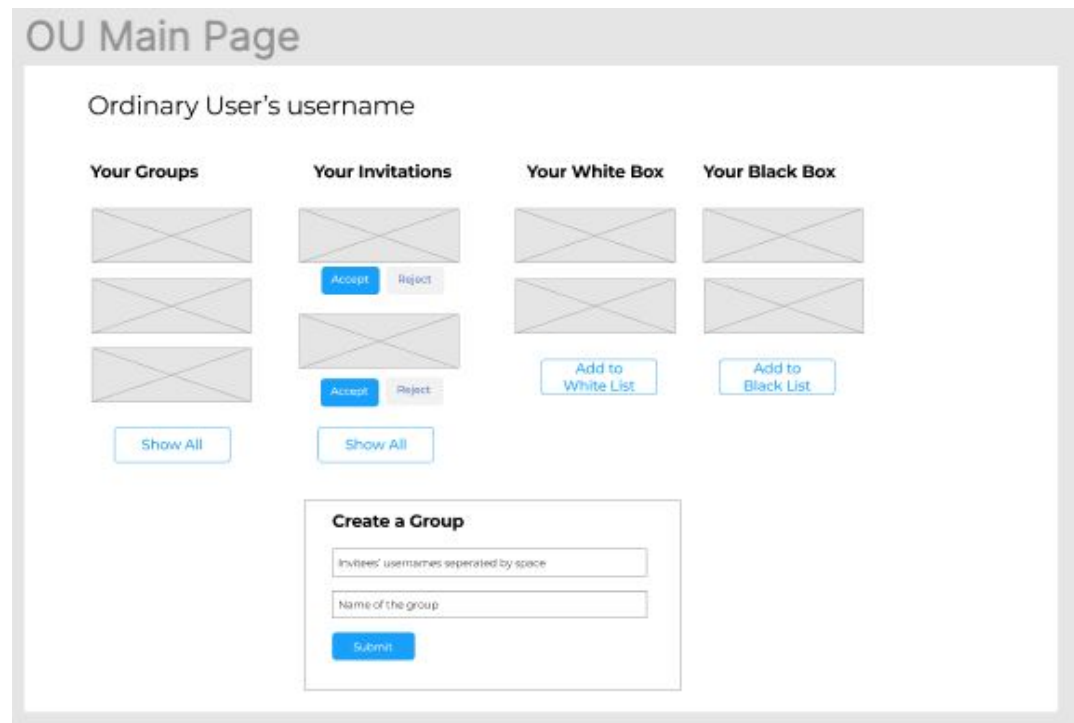 OU Main Page
Ordinary User's username
Your Groups
Your Invitations
Your White Box
Your Black Box
Accept
Reject
Accept
Reject
Show All
Show All
Add to
White List
Add to
Black List
Create a Group
Invitees' usernames seperated by space
Name of the group
Submit